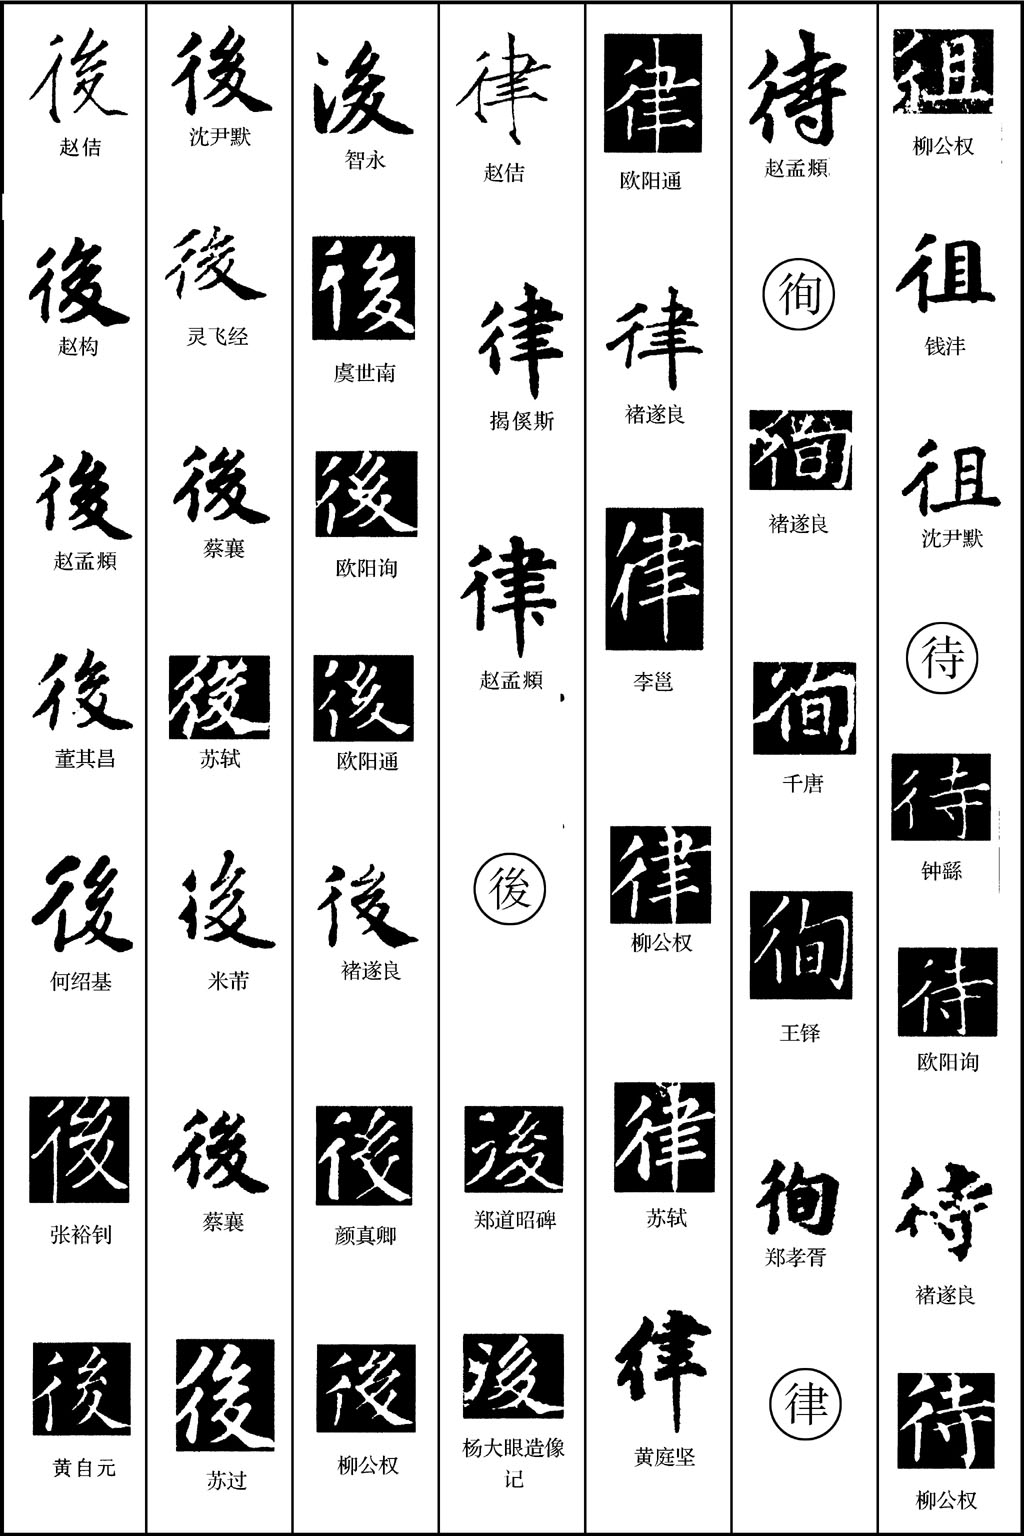 徂
柳公权
徂
钱沣
徂
沈尹默
待
待
钟繇
待
欧阳询
待
褚遂良
待
柳公权
待
赵孟頫
徇
徇
褚遂良
徇
千唐
徇
王铎
徇
郑孝胥
律
律
欧阳通
律
褚遂良
律
李邕
律
柳公权
律
苏轼
律
黄庭坚
律
赵佶
律
揭傒斯
律
赵孟頫
後
後
郑道昭碑
後
杨大眼造像
记
後
智永
後
虞世南
後
欧阳询
後
欧阳通
後
褚遂良
後
颜真卿
後
柳公权
後
沈尹默
後
灵飞经
後
蔡襄
後
苏轼
後
米芾
後
蔡襄
後
苏过
後
赵佶
後
赵构
後
赵孟頫
後
董其昌
後
何绍基
後
张裕钊
後
黄自元